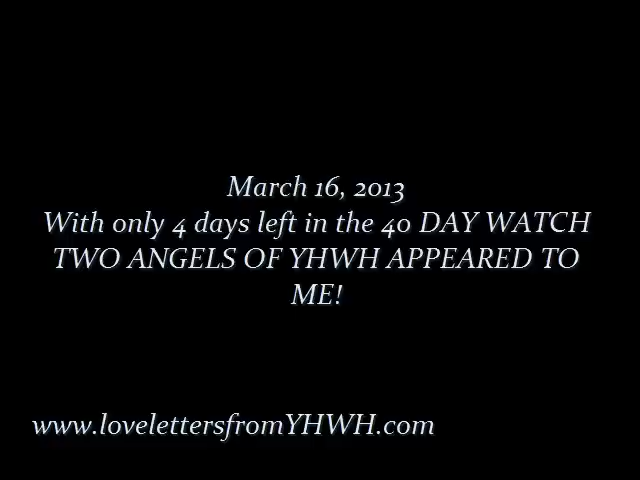 March 16, 2013
With only 4 days left in the 40 DAY WATCH
TWO ANGELS OF YHWH APPEARED TO
ME!
www.lovelettersfromYHWH.com